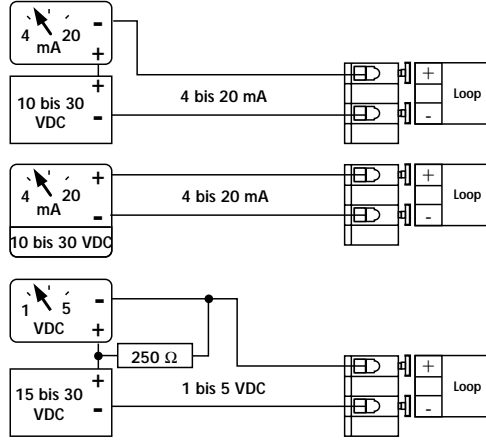 -
4 20
mA
+
+
10 bis 30
VDC
-
4 bis 20 mA
+
Loop
-
4 20
mA
+
-
10 bis 30 VDC
4 bis 20 mA
+
Loop
-
1 5
VDC
-
+
250 Ω
+
15 bis 30
VDC
-
1 bis 5 VDC
+
Loop
-